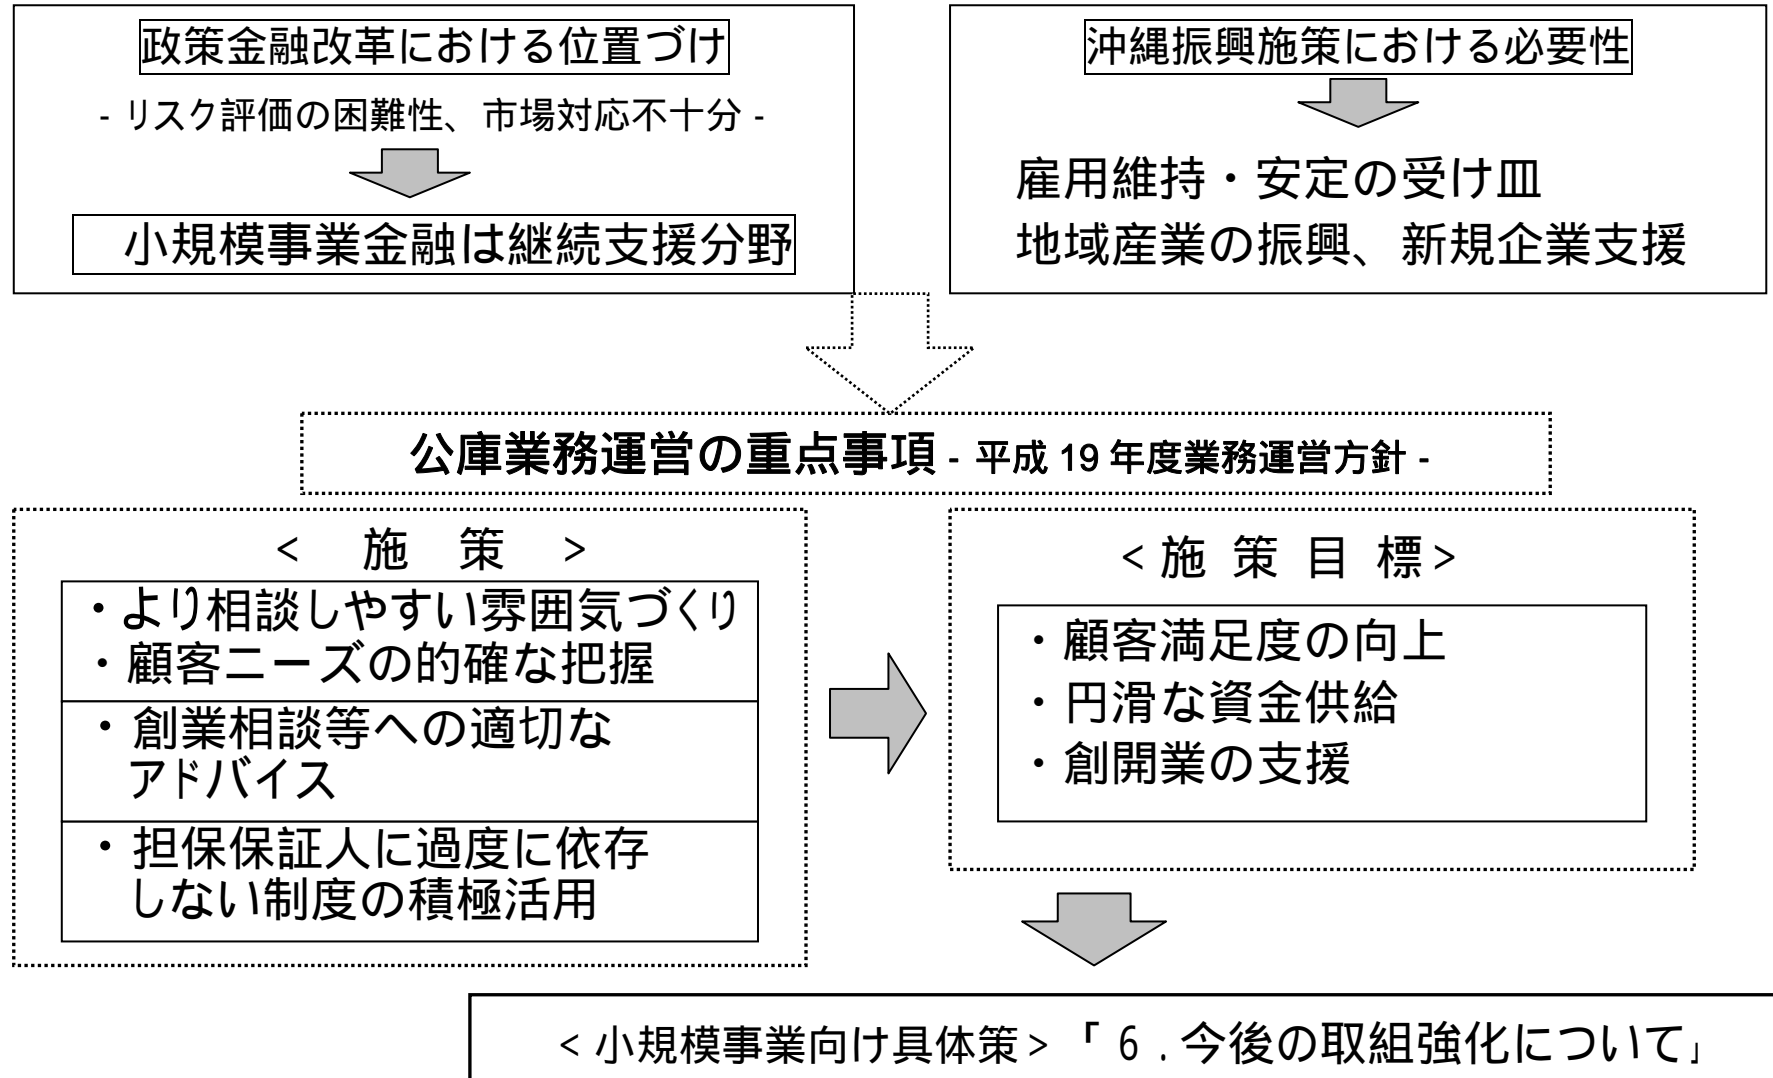 政策金融改革における位置づけ
- リスク評価の困難性、市場対応不十分 -
小規模事業金融は継続支援分野
沖縄振興施策における必要性
雇用維持・安定の受け皿
地域産業の振興、新規企業支援
公庫業務運営の重点事項 - 平成 19 年度業務運営方針 -
< 施 策 >
・より相談しやすい雰囲気づくり
・顧客ニーズの的確な把握
・創業相談等への適切な
アドバイス
・担保保証人に過度に依存
しない制度の積極活用
< 施 策 目 標 >
・顧客満足度の向上
・円滑な資金供給
・創開業の支援
< 小規模事業向け具体策 > 「 6 . 今後の取組強化について」